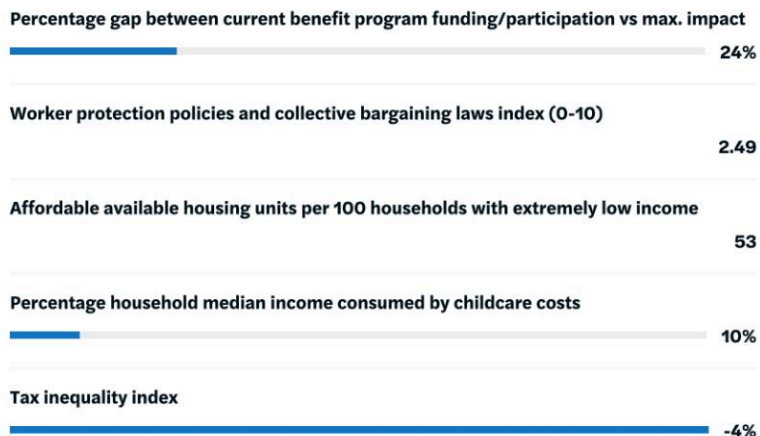 Percentage gap between current benefit program funding/participation vs max. impact
24%
Worker protection policies and collective bargaining laws index (0-10)
2.49
Affordable available housing units per 100 households with extremely low income
53
Percentage household median income consumed by childcare costs
10%
Tax inequality index
-4%